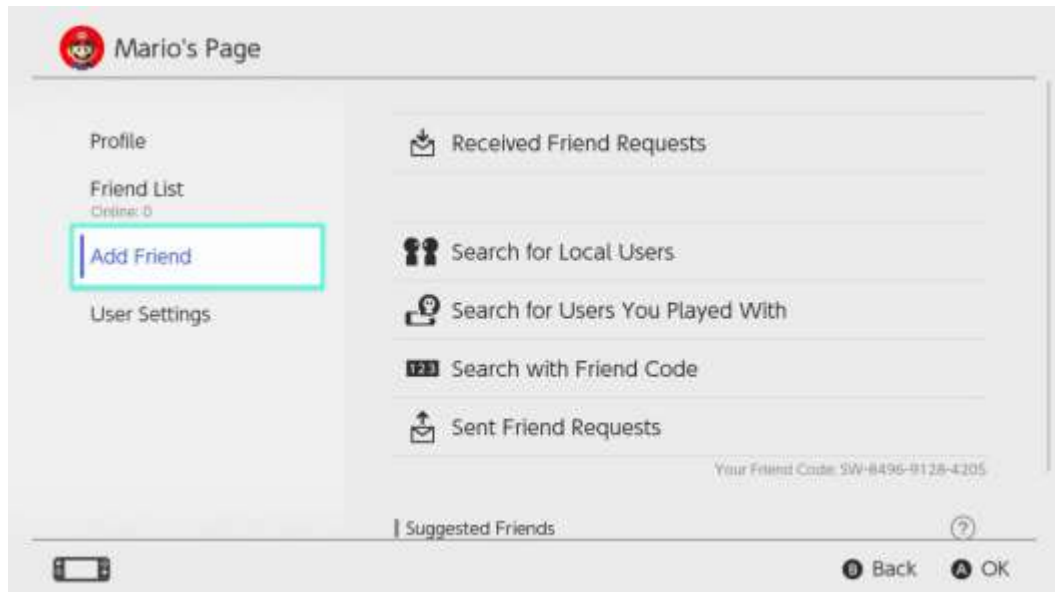 Mario's Page
Profile
Friend List
Online: 0
Add Friend
User Settings
Received Friend Requests
Search for Local Users
Search for Users You Played With
123 Search with Friend Code
Sent Friend Requests
Your Friend Code: SW-8496-9128-4205
Suggested Friends ?
B Back A OK